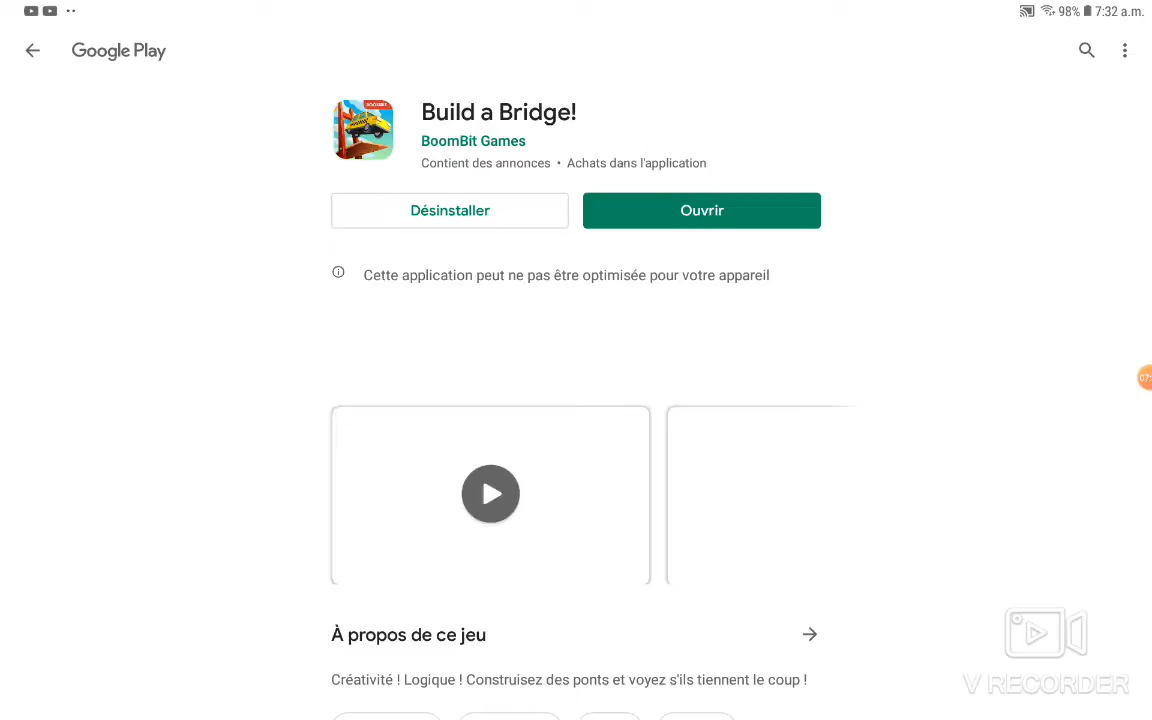 98% 7:32 a.m.
Google Play
BOOMBIT
Build a Bridge!
BoomBit Games
Contient des annonces • Achats dans l'application
Désinstaller
Ouvrir
Cette application peut ne pas être optimisée pour votre appareil
À propos de ce jeu
Créativité ! Logique ! Construisez des ponts et voyez s'ils tiennent le coup !
V RECORDER